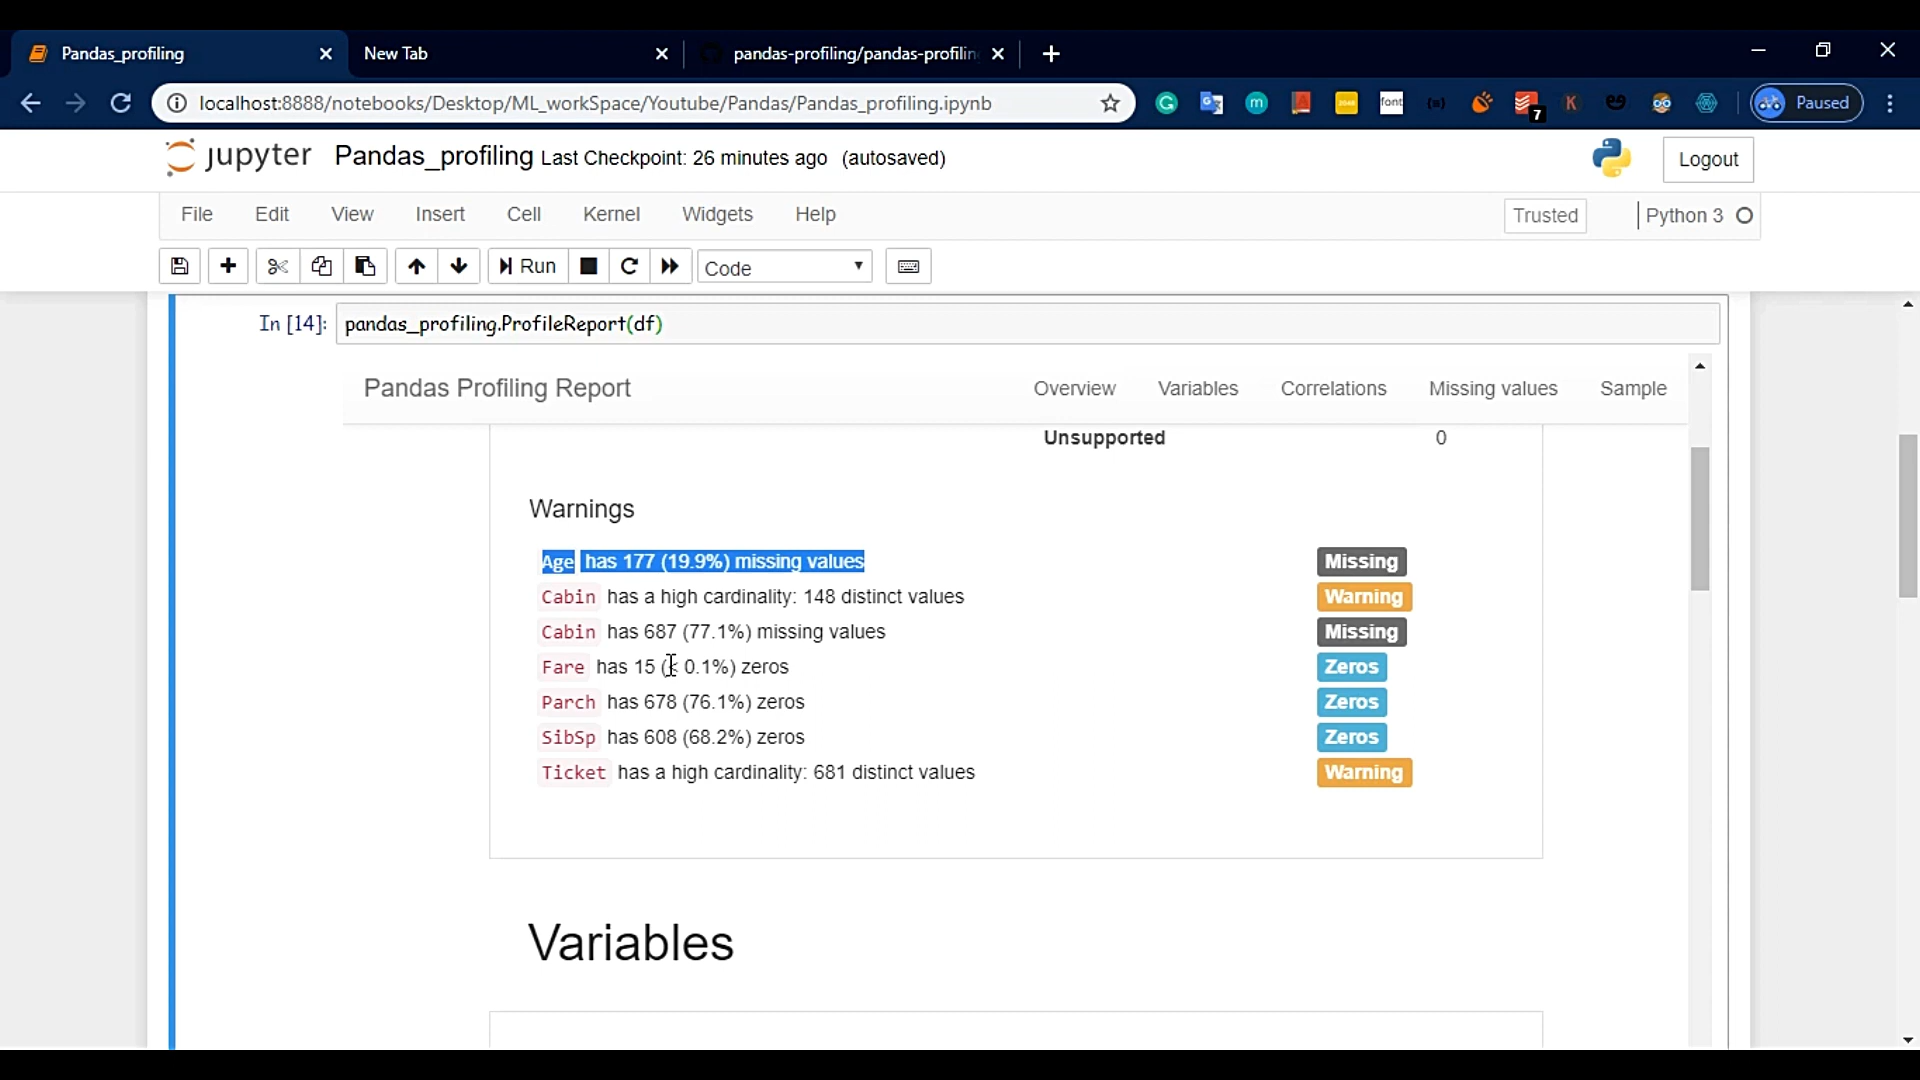 Pandas_profiling
New Tab
pandas-profiling/pandas-profilin
localhost:8888/notebooks/Desktop/ML_workSpace/Youtube/Pandas/Pandas_profiling.ipynb
font
7
Paused
jupyter Pandas_profiling Last Checkpoint: 26 minutes ago (autosaved)
Logout
File Edit View Insert Cell Kernel Widgets Help
Trusted Python 3
Run Code
In [14]: pandas_profiling.ProfileReport(df)
Pandas Profiling Report Overview Variables Correlations Missing values Sample
Unsupported 0
Warnings
Age has 177 (19.9%) missing values Missing
Cabin has a high cardinality: 148 distinct values Warning
Cabin has 687 (77.1%) missing values Missing
Fare has 15 (< 0.1%) zeros Zeros
Parch has 678 (76.1%) zeros Zeros
SibSp has 608 (68.2%) zeros Zeros
Ticket has a high cardinality: 681 distinct values Warning
Variables